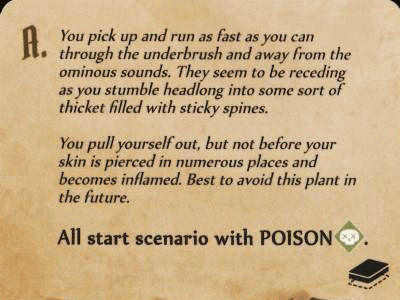 A. You pick up and run as fast as you can
through the underbrush and away from the
ominous sounds. They seem to be receding
as you stumble headlong into some sort of
thicket filled with sticky spines.
You pull yourself out, but not before your
skin is pierced in numerous places and
becomes inflamed. Best to avoid this plant in
the future.
All start scenario with POISON.